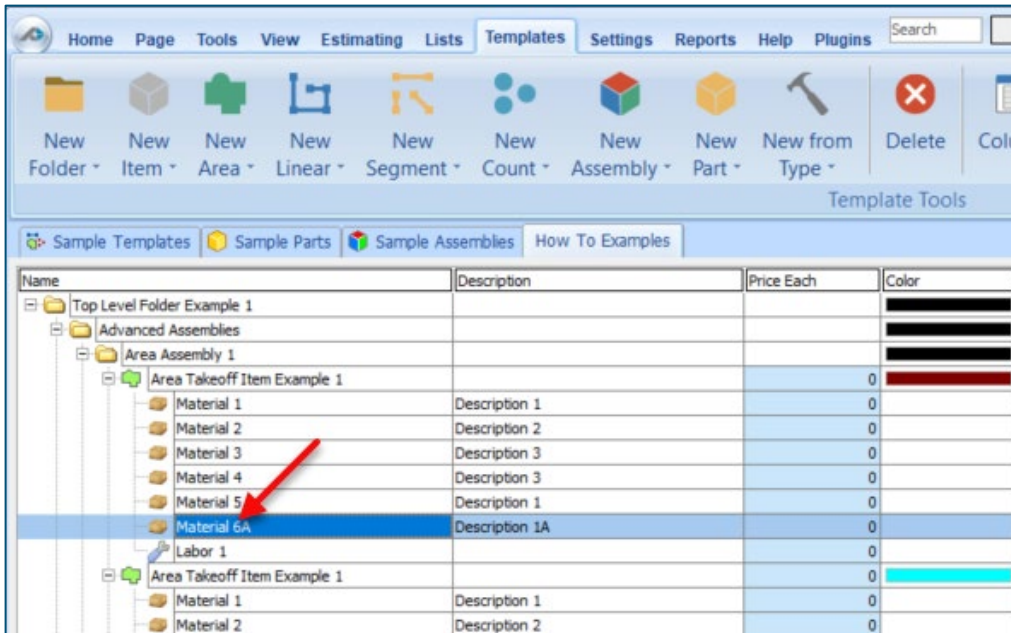 Home Page Tools View Estimating Lists Templates Settings Reports Help Plugins Search
New Folder New Item New Area New Linear New Segment New Count New Assembly New Part New from Type Delete
Template Tools
Sample Templates Sample Parts Sample Assemblies How To Examples
Name Description Price Each Color
Top Level Folder Example 1
Advanced Assemblies
Area Assembly 1
Area Takeoff Item Example 1 0
Material 1 Description 1 0
Material 2 Description 2 0
Material 3 Description 3 0
Material 4 Description 3 0
Material 5 Description 1 0
Material 6A Description 1A 0
Labor 1 0
Area Takeoff Item Example 1 0
Material 1 Description 1 0
Material 2 Description 2 0